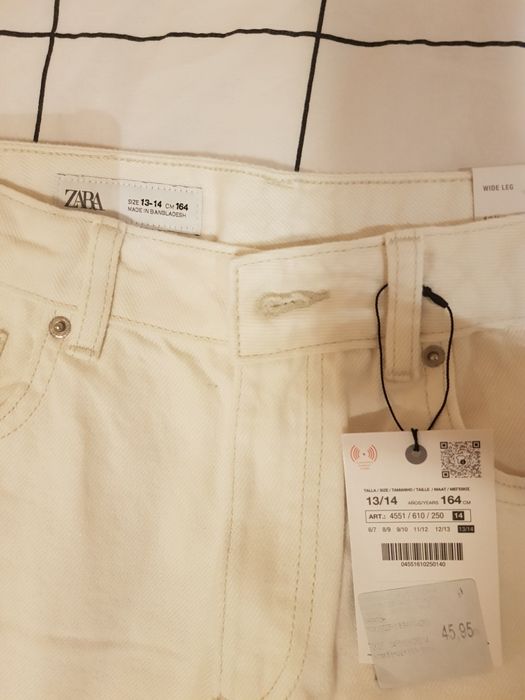 ZARA
SIZE 13-14 CM 164
MADE IN BANGLADESH
WIDE LEG
TALLA / SIZE / TAMANHO / TAILLE / MAAT / ΜΕΓΕΘΟΣ
13/14 AÑOS/YEARS 164 CM
ART.: 4551 / 610 / 250 14
6/7 8/9 9/10 11/12 12/13 13/14
04551610250140
45,95